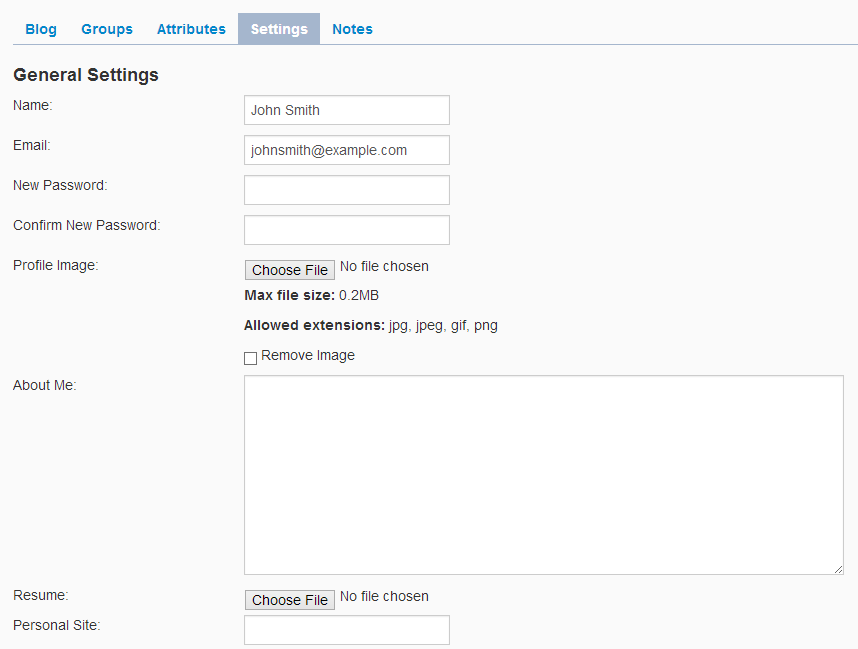 Blog Groups Attributes Settings Notes
General Settings
Name: John Smith
Email: johnsmith@example.com
New Password:
Confirm New Password:
Profile Image: Choose File No file chosen
Max file size: 0.2MB
Allowed extensions: jpg, jpeg, gif, png
Remove Image
About Me:
Resume: Choose File No file chosen
Personal Site: